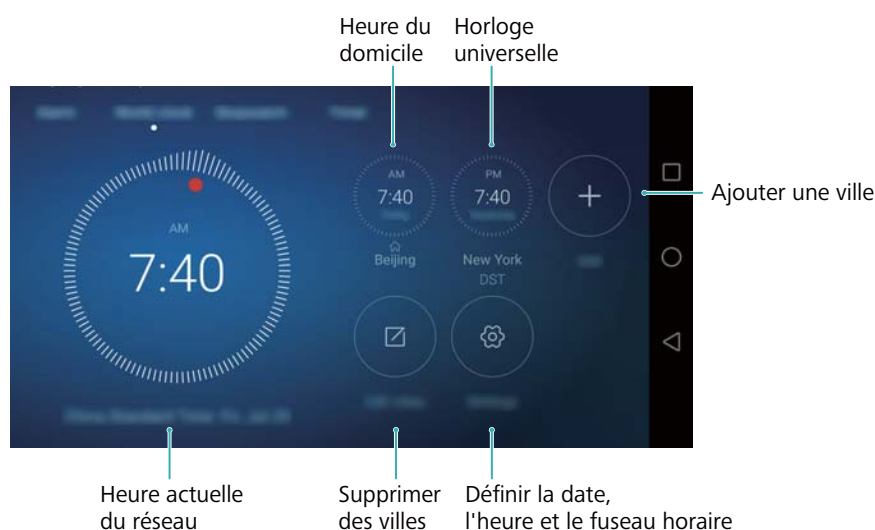 Heure du
domicile
Horloge
universelle
AM
7:40
AM
7:40
PM
7:40
Beijing
New York
DST
Ajouter une ville
Heure actuelle
du réseau
Supprimer
des villes
Définir la date,
l'heure et le fuseau horaire